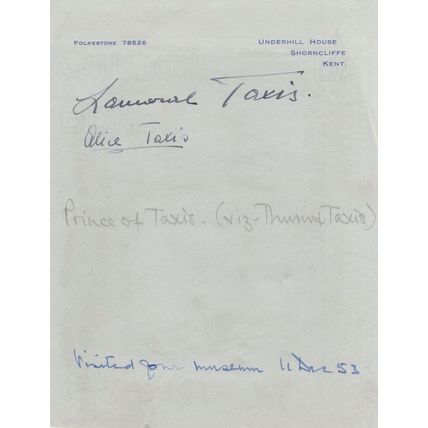 FOLKESTONE 78526
UNDERHILL HOUSE
SHORNCLIFFE
KENT.
Lamoral Taxis.
Alice Taxis
Prince of Taxis - (viz - Thurn & Taxis)
Visited our museum 11 Dec 53